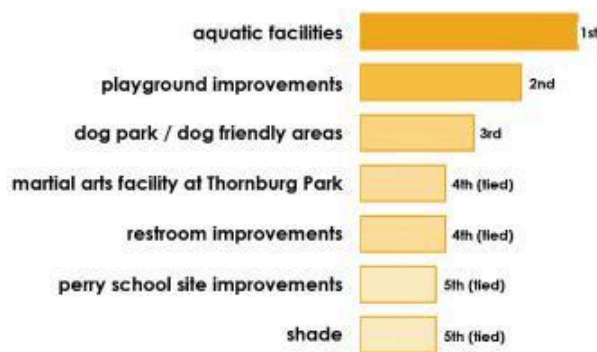 aquatic facilities 1st
playground improvements 2nd
dog park / dog friendly areas 3rd
martial arts facility at Thornburg Park 4th (tied)
restroom improvements 4th (tied)
perry school site improvements 5th (tied)
shade 5th (tied)